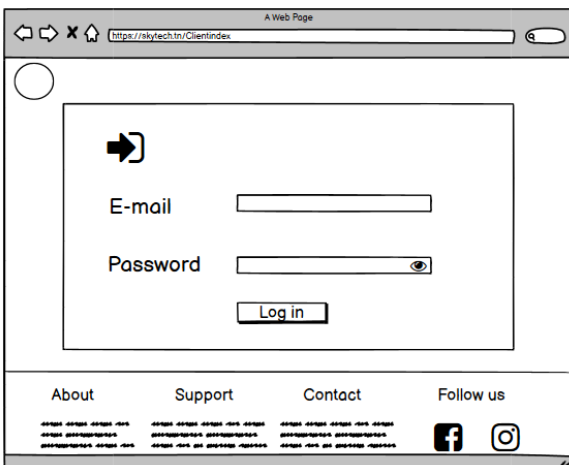 A Web Page
https://skytech.tn/Clientindex
E-mail
Password
Log in
About Support Contact Follow us